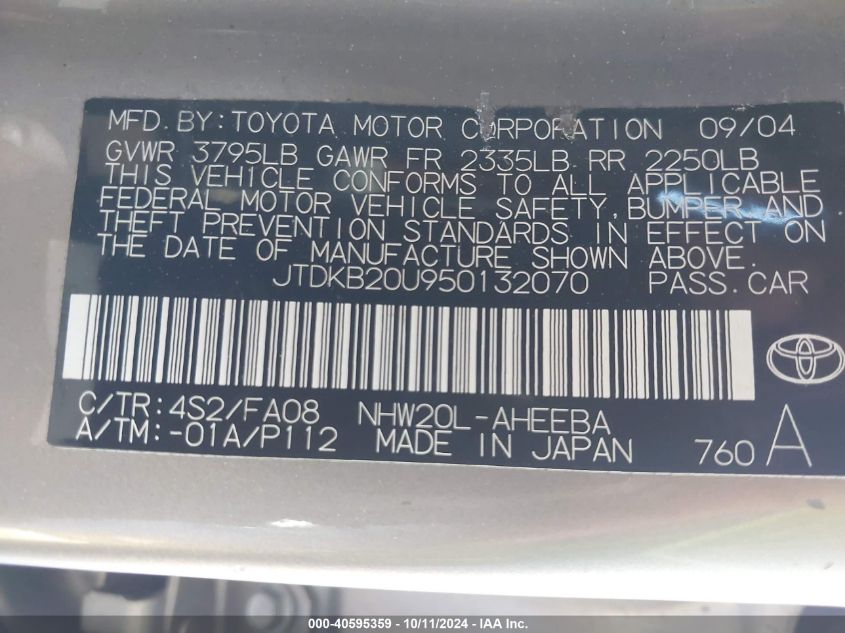 MFD. BY: TOYOTA MOTOR CORPORATION 09/04
GVWR 3795LB GAWR FR 2335LB RR 2250LB
THIS VEHICLE CONFORMS TO ALL APPLICABLE
FEDERAL MOTOR VEHICLE SAFETY, BUMPER, AND
THEFT PREVENTION STANDARDS IN EFFECT ON
THE DATE OF MANUFACTURE SHOWN ABOVE.
JTDKB20U950132070 PASS.CAR
C/TR: 4S2/FA08 NHW20L-AHEEBA
A/TM: -01A/P112 MADE IN JAPAN 760 A
000-40595359 - 10/11/2024 - IAA Inc.